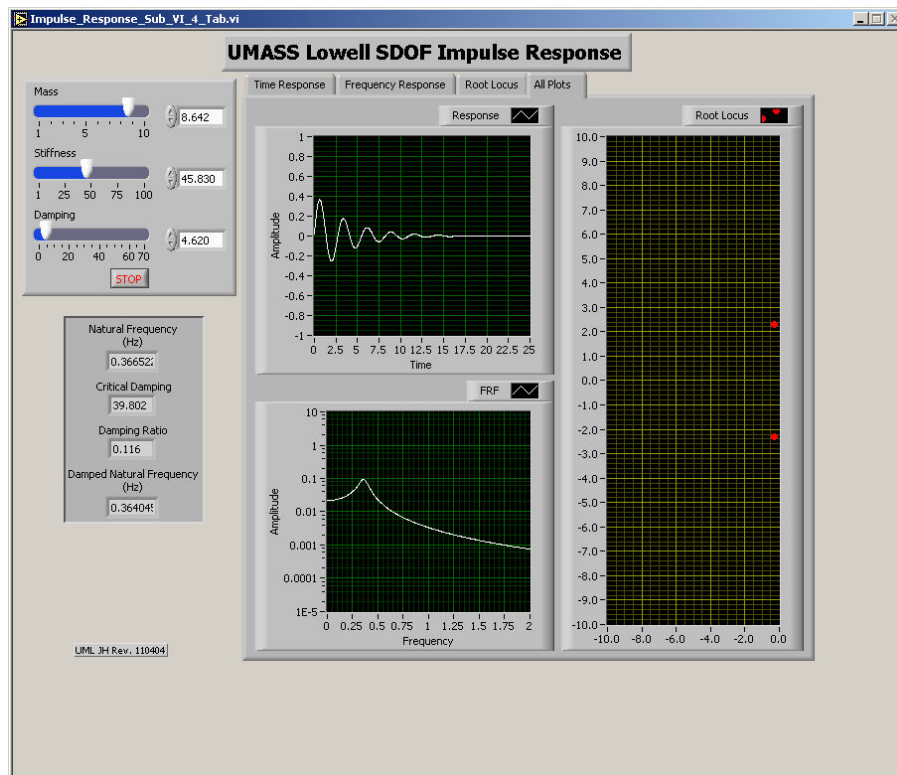 Impulse_Response_Sub_VI_4_Tab.vi
UMASS Lowell SDOF Impulse Response
Mass
8.642
1 5 10
Stiffness
45.830
1 25 50 75 100
Damping
4.620
0 20 40 60 70
STOP
Natural Frequency
(Hz)
0.366522
Critical Damping
39.802
Damping Ratio
0.116
Damped Natural Frequency
(Hz)
0.364045
UML JH Rev. 110404
Time Response Frequency Response Root Locus All Plots
Response
Amplitude
1
0.8
0.6
0.4
0.2
0
-0.2
-0.4
-0.6
-0.8
-1
0 2.5 5 7.5 10 12.5 15 17.5 20 22.5 25
Time
FRF
Amplitude
10
1
0.1
0.01
0.001
0.0001
1E-5
0 0.25 0.5 0.75 1 1.25 1.5 1.75 2
Frequency
Root Locus
10.0
9.0
8.0
7.0
6.0
5.0
4.0
3.0
2.0
1.0
0.0
-1.0
-2.0
-3.0
-4.0
-5.0
-6.0
-7.0
-8.0
-9.0
-10.0
-10.0 -8.0 -6.0 -4.0 -2.0 0.0